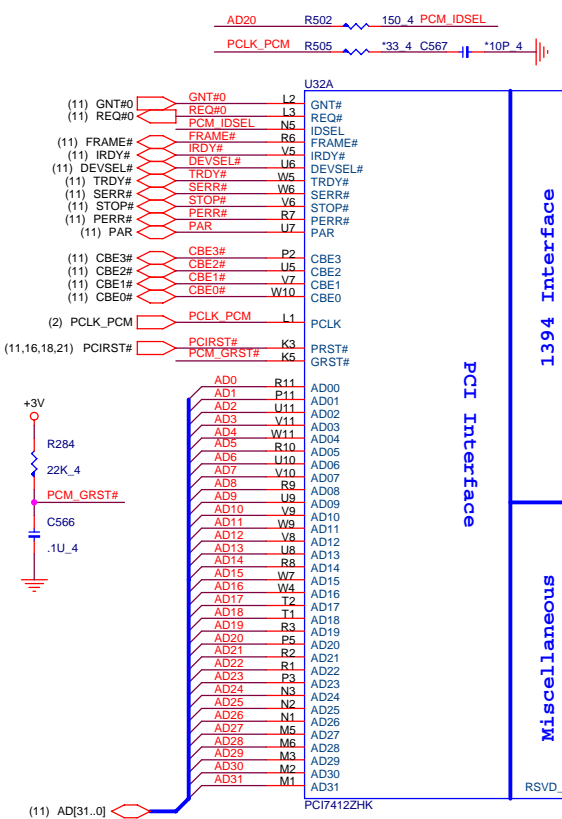 AD20 R502 150_4 PCM_IDSEL
PCLK_PCM R505 *33_4 C567 *10P_4
U32A
(11) GNT#0 GNT#0 L2 GNT#
(11) REQ#0 REQ#0 L3 REQ#
PCM_IDSEL N5 IDSEL
(11) FRAME# FRAME# R6 FRAME#
(11) IRDY# IRDY# V5 IRDY#
(11) DEVSEL# DEVSEL# U6 DEVSEL#
(11) TRDY# TRDY# W5 TRDY#
(11) SERR# SERR# W6 SERR#
(11) STOP# STOP# V6 STOP#
(11) PERR# PERR# R7 PERR#
(11) PAR PAR U7 PAR
(11) CBE3# CBE3# P2 CBE3
(11) CBE2# CBE2# U5 CBE2
(11) CBE1# CBE1# V7 CBE1
(11) CBE0# CBE0# W10 CBE0
(2) PCLK_PCM PCLK_PCM L1 PCLK
(11,16,18,21) PCIRST# PCIRST# K3 PRST#
PCM_GRST# K5 GRST#
AD0 R11 AD00
AD1 P11 AD01
AD2 U11 AD02
AD3 V11 AD03
AD4 W11 AD04
AD5 R10 AD05
AD6 U10 AD06
AD7 V10 AD07
AD8 R9 AD08
AD9 U9 AD09
AD10 V9 AD10
AD11 W9 AD11
AD12 V8 AD12
AD13 U8 AD13
AD14 R8 AD14
AD15 W7 AD15
AD16 W4 AD16
AD17 T2 AD17
AD18 T1 AD18
AD19 R3 AD19
AD20 P5 AD20
AD21 R2 AD21
AD22 R1 AD22
AD23 P3 AD23
AD24 N3 AD24
AD25 N2 AD25
AD26 N1 AD26
AD27 M5 AD27
AD28 M6 AD28
AD29 M3 AD29
AD30 M2 AD30
AD31 M1 AD31
(11) AD[31..0]
PCI7412ZHK
+3V
R284
22K_4
PCM_GRST#
C566
.1U_4
PCI Interface
1394 Interface
Miscellaneous
RSVD_